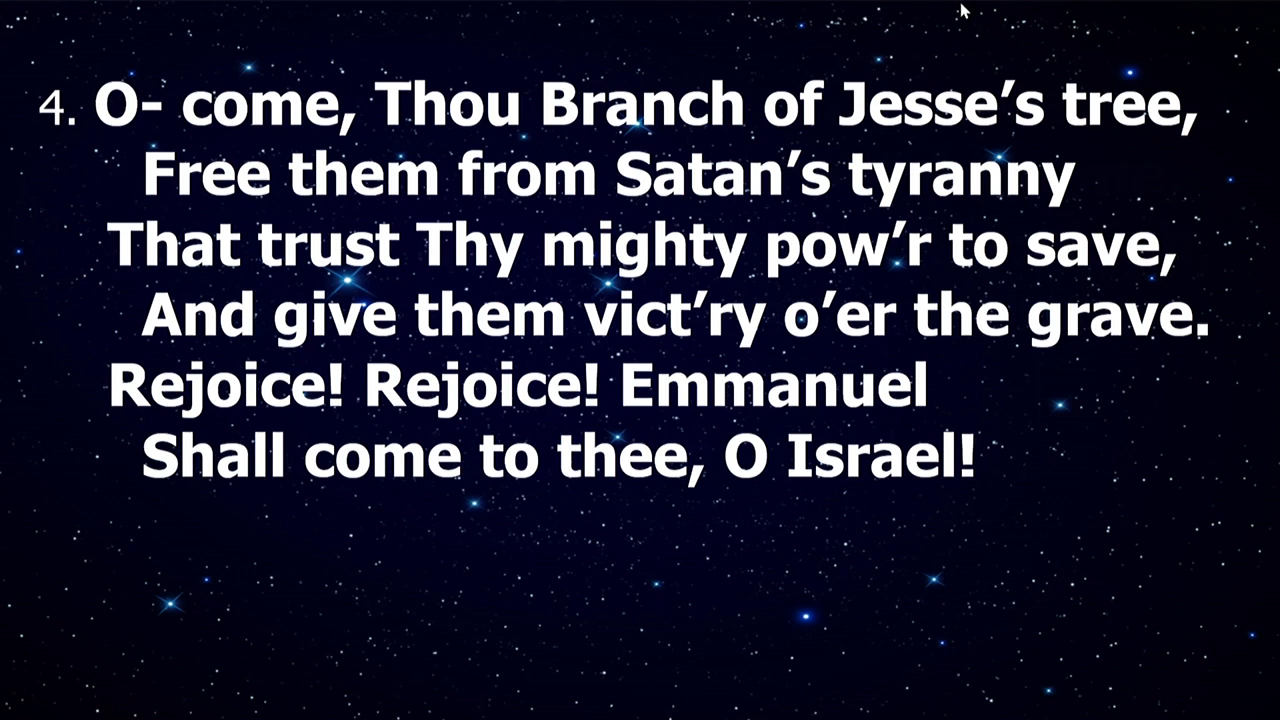 4. O- come, Thou Branch of Jesse’s tree,
Free them from Satan’s tyranny
That trust Thy mighty pow’r to save,
And give them vict’ry o’er the grave.
Rejoice! Rejoice! Emmanuel
Shall come to thee, O Israel!